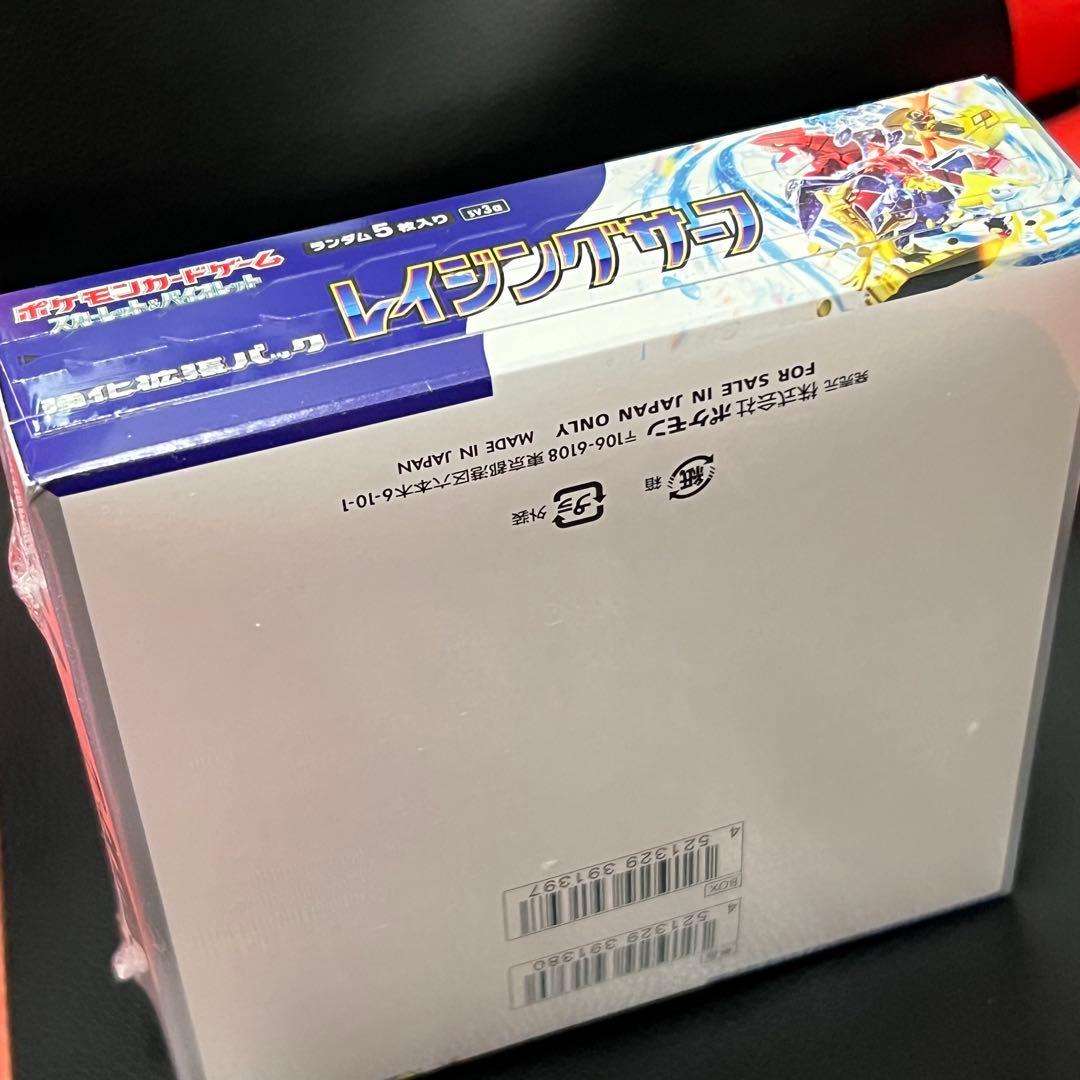 ポケモンカードゲーム
スカーレット&バイオレット
ランダム5枚入り
sv3a
強化拡張パック
レイジングサーフ
発売元 株式会社ポケモン 〒106-6108 東京都港区六本木6-10-1
FOR SALE IN JAPAN ONLY MADE IN JAPAN
紙 箱
プラ 外装
BOX
4 521329 391397
4 521329 391380